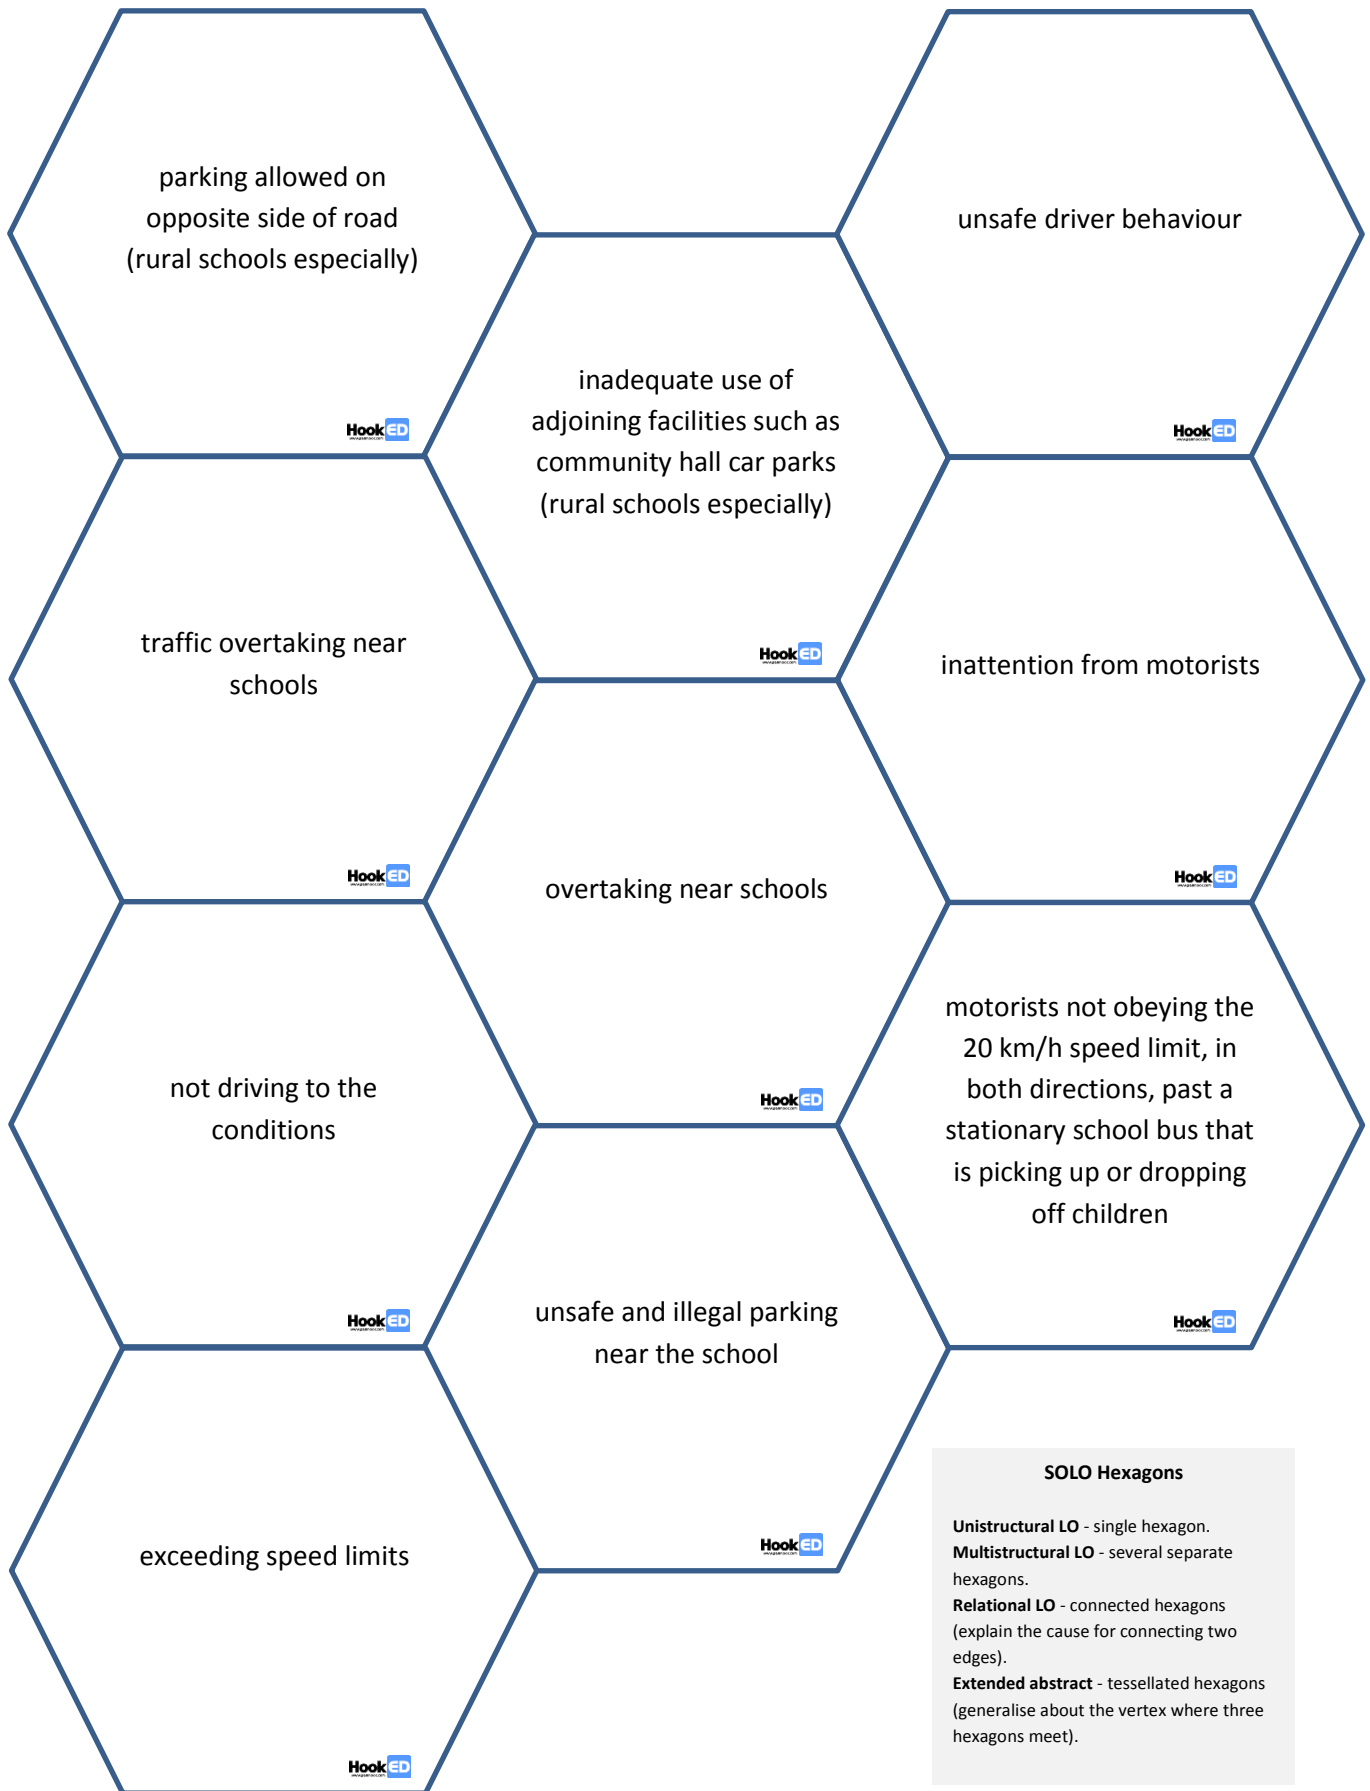 parking allowed on
opposite side of road
(rural schools especially)
HookED
unsafe driver behaviour
HookED
inadequate use of
adjoining facilities such as
community hall car parks
(rural schools especially)
HookED
traffic overtaking near
schools
HookED
inattention from motorists
HookED
overtaking near schools
HookED
not driving to the
conditions
HookED
motorists not obeying the
20 km/h speed limit, in
both directions, past a
stationary school bus that
is picking up or dropping
off children
HookED
unsafe and illegal parking
near the school
HookED
exceeding speed limits
HookED
SOLO Hexagons
Unistructural LO - single hexagon.
Multistructural LO - several separate
hexagons.
Relational LO - connected hexagons
(explain the cause for connecting two
edges).
Extended abstract - tessellated hexagons
(generalise about the vertex where three
hexagons meet).